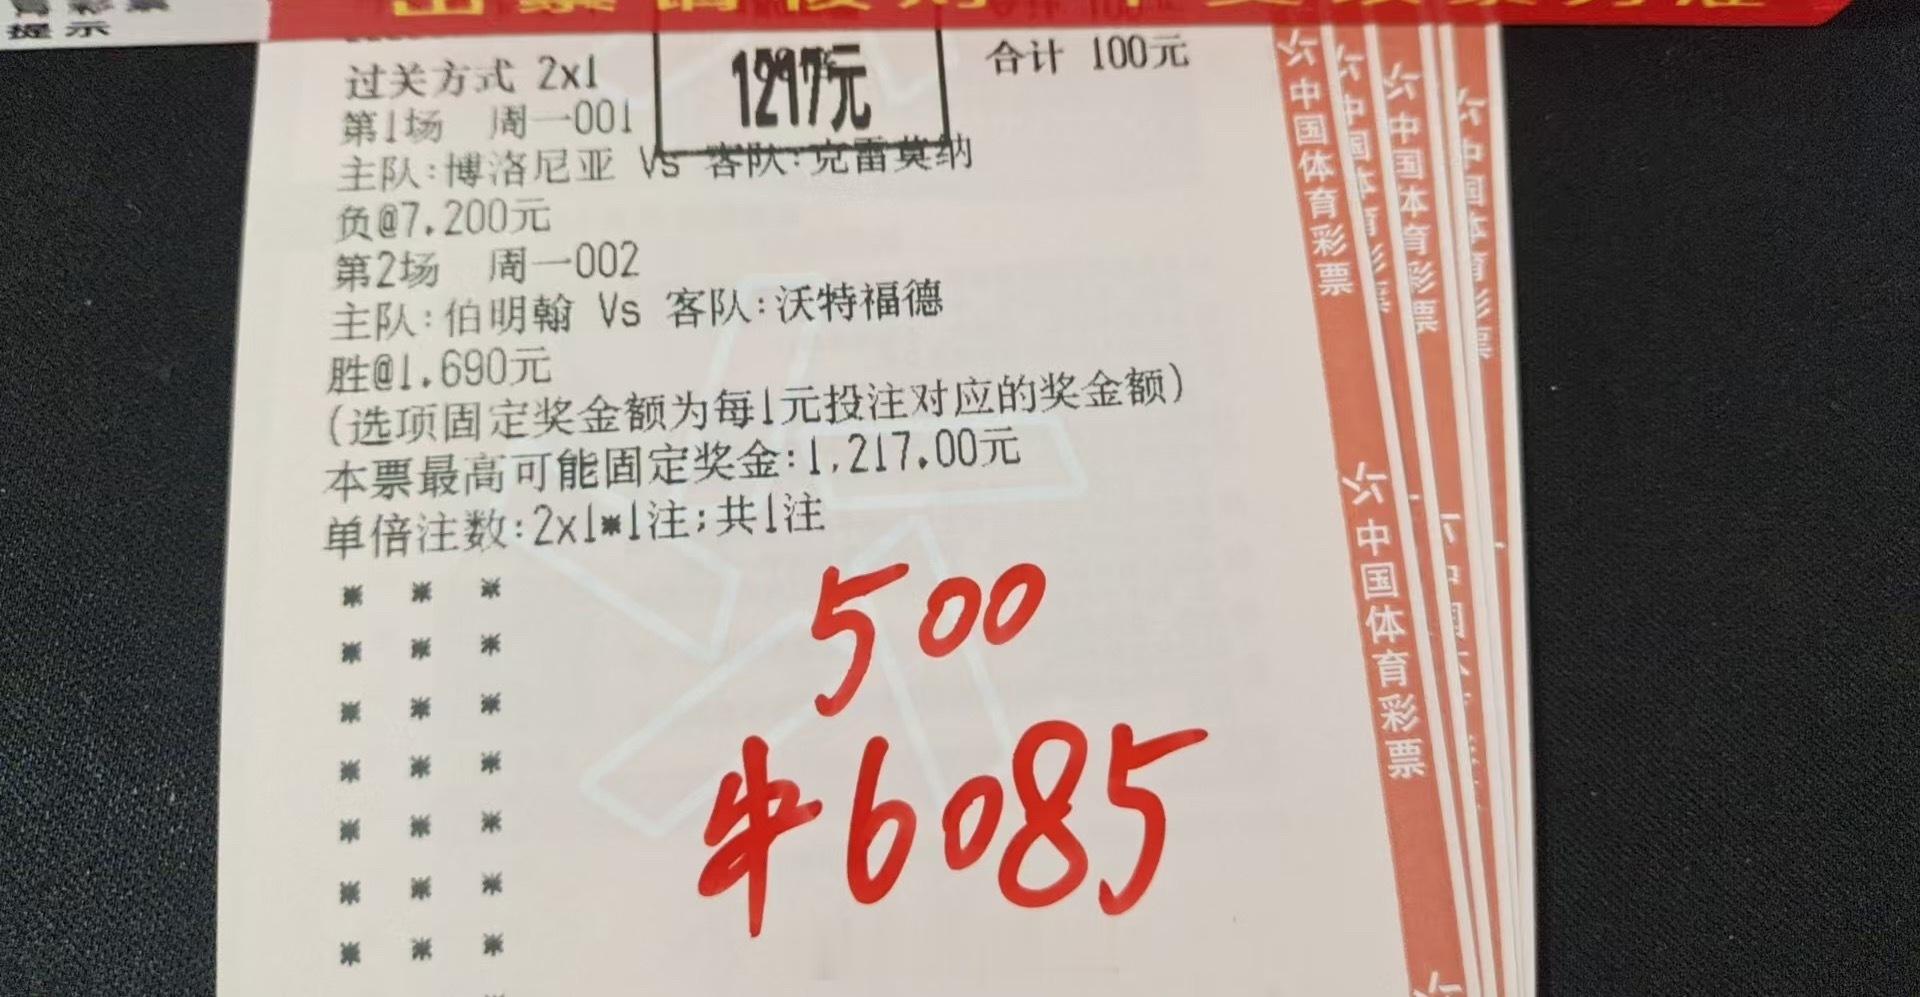 提示
过关方式 2x1
1217元
合计 100元
第1场 周一001
主队:博洛尼亚 Vs 客队:克雷莫纳
负@7.200元
第2场 周一002
主队:伯明翰 Vs 客队:沃特福德
胜@1.690元
(选项固定奖金额为每1元投注对应的奖金额)
本票最高可能固定奖金:1,217.00元
单倍注数:2x1*1注;共1注
500
中6085
中国体育彩票
中国体育彩票
中国体育彩票
中国体育彩票
中国体育彩票